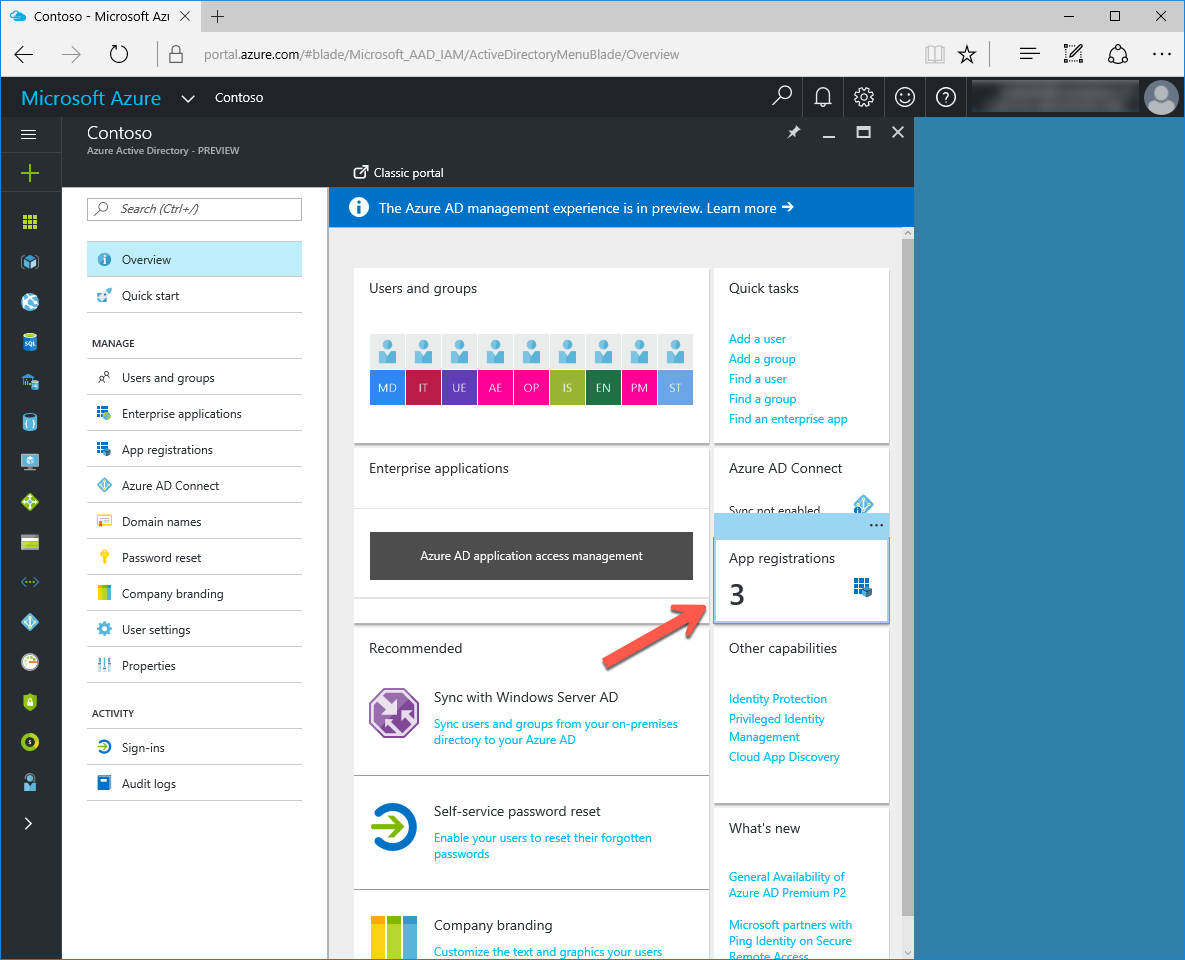 Contoso - Microsoft Azu
portal.azure.com/#blade/Microsoft_AAD_IAM/ActiveDirectoryMenuBlade/Overview
Microsoft Azure
Contoso
Contoso
Azure Active Directory - PREVIEW
Classic portal
Search (Ctrl+/)
Overview
Quick start
MANAGE
Users and groups
Enterprise applications
App registrations
Azure AD Connect
Domain names
Password reset
Company branding
User settings
Properties
ACTIVITY
Sign-ins
Audit logs
The Azure AD management experience is in preview. Learn more →
Users and groups
MD IT UE AE OP IS EN PM ST
Enterprise applications
Azure AD application access management
Recommended
Sync with Windows Server AD
Sync users and groups from your on-premises
directory to your Azure AD
Self-service password reset
Enable your users to reset their forgotten
passwords
Company branding
Customize the text and graphics your users
Quick tasks
Add a user
Add a group
Find a user
Find a group
Find an enterprise app
Azure AD Connect
Sync not enabled
App registrations
3
Other capabilities
Identity Protection
Privileged Identity
Management
Cloud App Discovery
What's new
General Availability of
Azure AD Premium P2
Microsoft partners with
Ping Identity on Secure
Remote Access